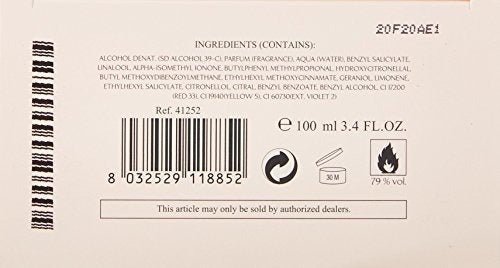 20F20AE1
INGREDIENTS (CONTAINS):
ALCOHOL DENAT. (SD ALCOHOL 39-C), PARFUM (FRAGRANCE), AQUA (WATER), BENZYL SALICYLATE,
LINALOOL, ALPHA-ISOMETHYL IONONE, BUTYLPHENYL METHYLPROPIONAL, HYDROXYCITRONELLAL,
BUTYL METHOXYDIBENZOYLMETHANE, ETHYLHEXYL METHOXYCINNAMATE, GERANIOL, LIMONENE,
ETHYLHEXYL SALICYLATE, CITRONELLOL, CITRAL, BENZYL BENZOATE, BENZYL ALCOHOL, CI 17200
(RED 33), CI 19140(YELLOW 5), CI 60730(EXT. VIOLET 2)
Ref. 41252
℮ 100 ml 3.4 FL.OZ.
8 032529 118852
30 M
79 % vol.
This article may only be sold by authorized dealers.